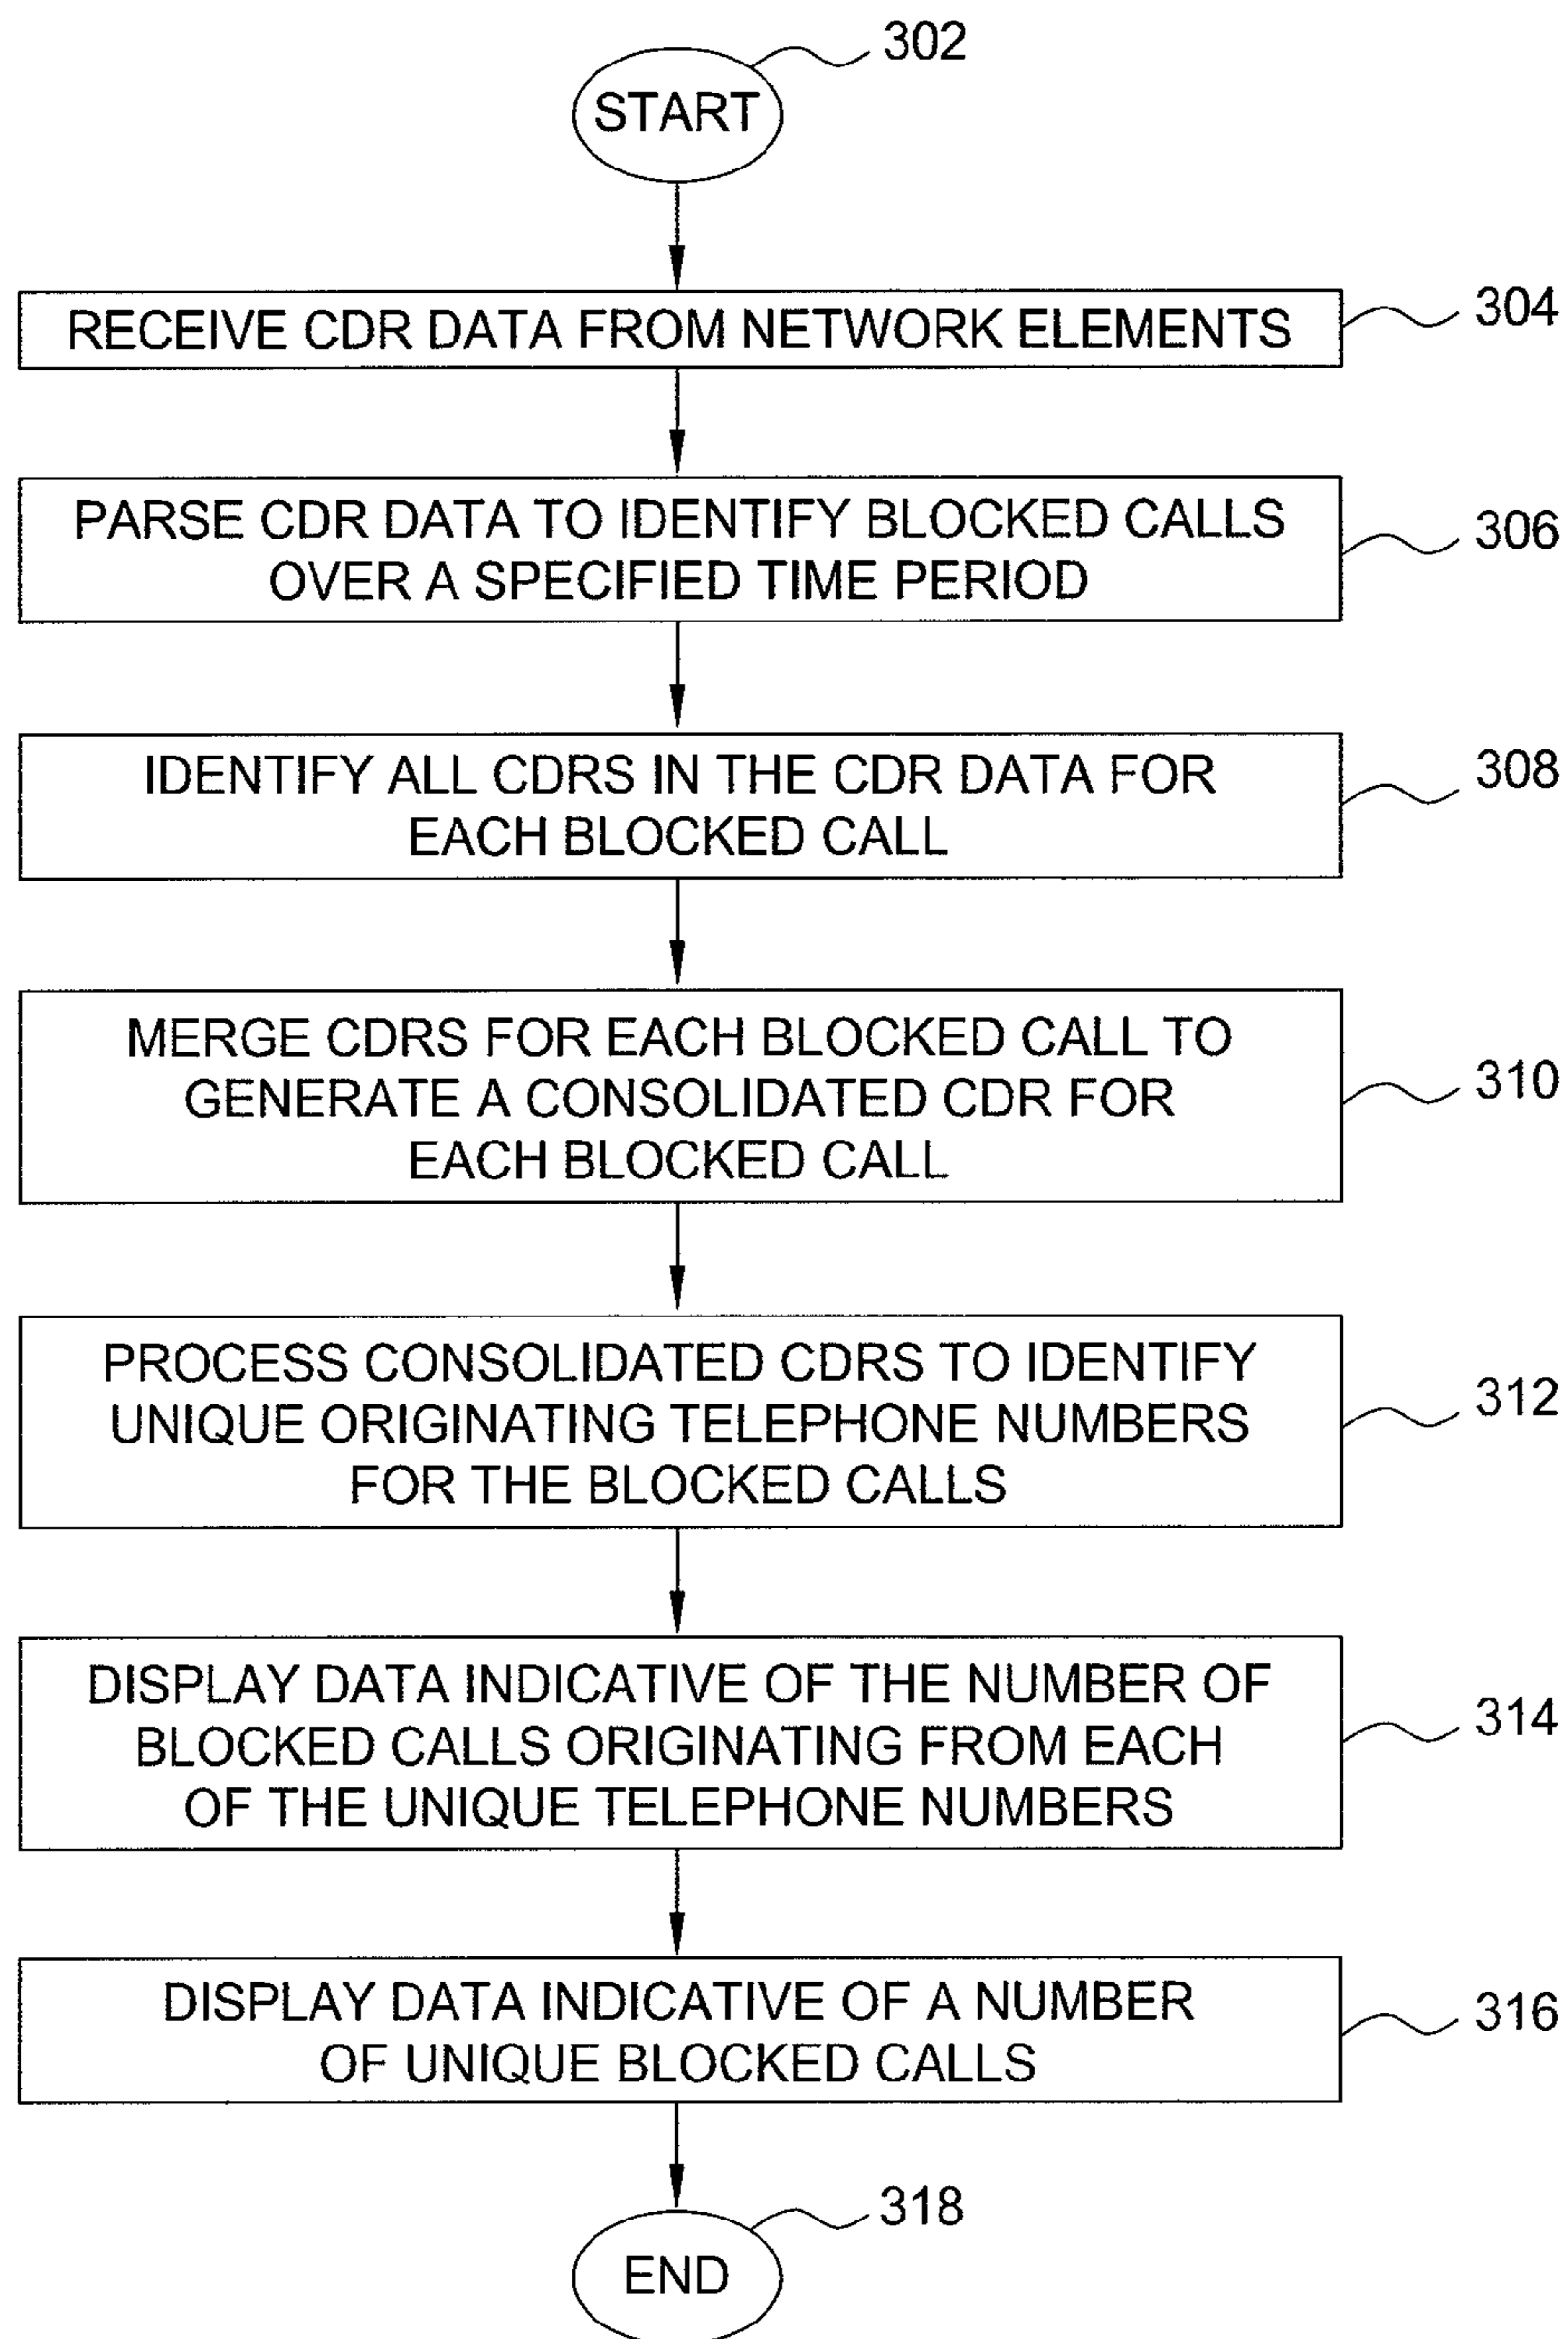 302
START
RECEIVE CDR DATA FROM NETWORK ELEMENTS
304
PARSE CDR DATA TO IDENTIFY BLOCKED CALLS
OVER A SPECIFIED TIME PERIOD
306
IDENTIFY ALL CDRS IN THE CDR DATA FOR
EACH BLOCKED CALL
308
MERGE CDRS FOR EACH BLOCKED CALL TO
GENERATE A CONSOLIDATED CDR FOR
EACH BLOCKED CALL
310
PROCESS CONSOLIDATED CDRS TO IDENTIFY
UNIQUE ORIGINATING TELEPHONE NUMBERS
FOR THE BLOCKED CALLS
312
DISPLAY DATA INDICATIVE OF THE NUMBER OF
BLOCKED CALLS ORIGINATING FROM EACH
OF THE UNIQUE TELEPHONE NUMBERS
314
DISPLAY DATA INDICATIVE OF A NUMBER
OF UNIQUE BLOCKED CALLS
316
318
END